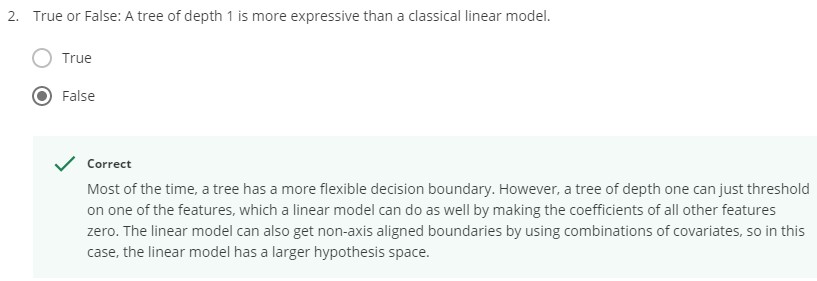 2. True or False: A tree of depth 1 is more expressive than a classical linear model.
True
False
Correct
Most of the time, a tree has a more flexible decision boundary. However, a tree of depth one can just threshold
on one of the features, which a linear model can do as well by making the coefficients of all other features
zero. The linear model can also get non-axis aligned boundaries by using combinations of covariates, so in this
case, the linear model has a larger hypothesis space.